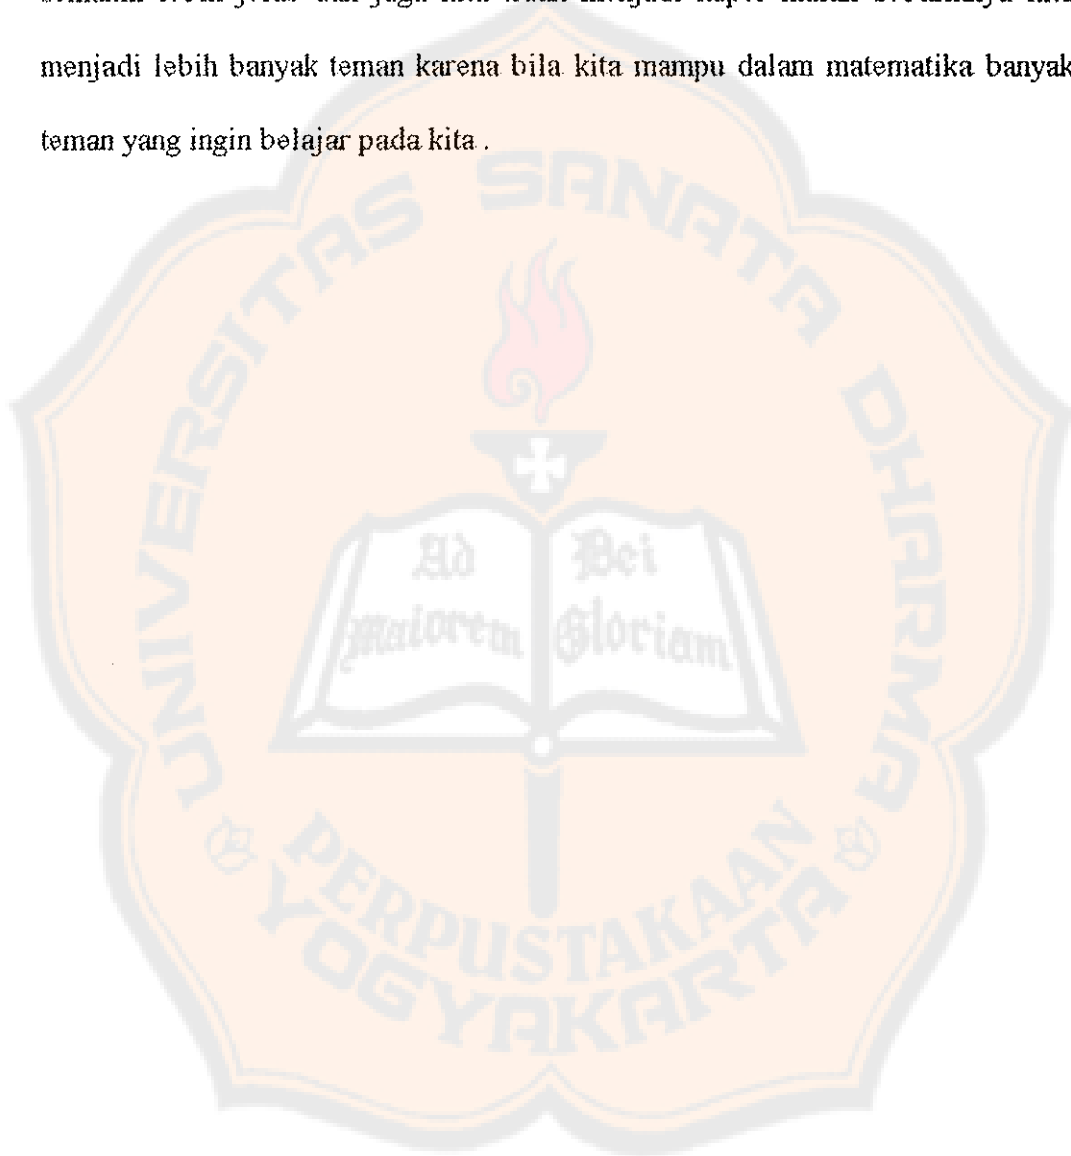 menjadi lebih banyak teman karena bila kita mampu dalam matematika banyak
teman yang ingin belajar pada kita .
UNIVERSITAS SANATA DHARMA
Ad
Maiorem
Dei
Gloriam
PERPUSTAKAAN
YOGYAKARTA